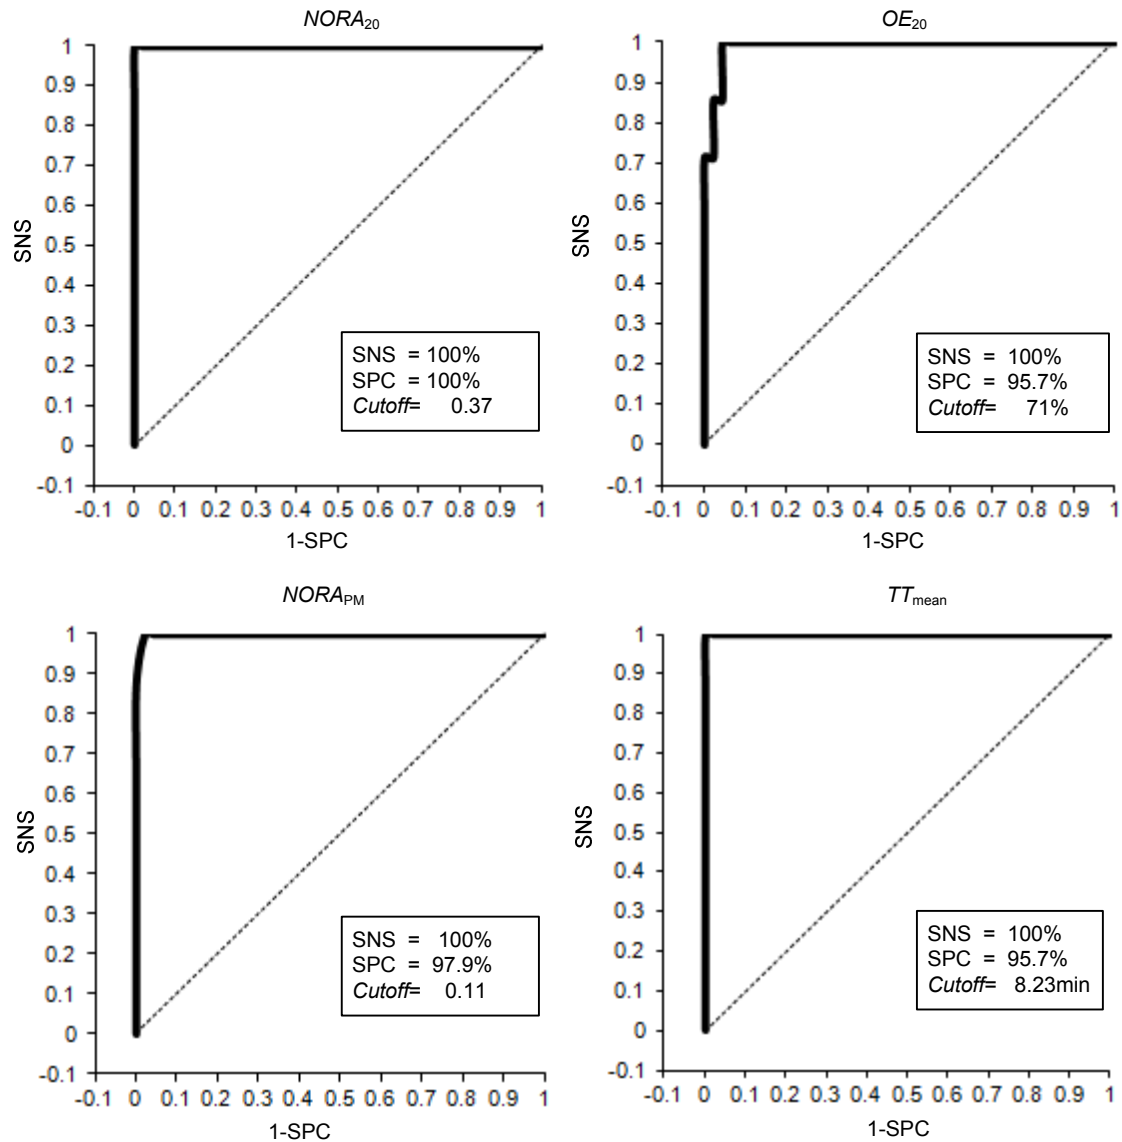 NORA20
1
0.9
0.8
0.7
0.6
0.5
0.4
0.3
0.2
0.1
0
-0.1
SNS
SNS = 100%
SPC = 100%
Cutoff= 0.37
-0.1 0 0.1 0.2 0.3 0.4 0.5 0.6 0.7 0.8 0.9 1
1-SPC
OE20
1
0.9
0.8
0.7
0.6
0.5
0.4
0.3
0.2
0.1
0
-0.1
SNS
SNS = 100%
SPC = 95.7%
Cutoff= 71%
-0.1 0 0.1 0.2 0.3 0.4 0.5 0.6 0.7 0.8 0.9 1
1-SPC
NORAPM
1
0.9
0.8
0.7
0.6
0.5
0.4
0.3
0.2
0.1
0
-0.1
SNS
SNS = 100%
SPC = 97.9%
Cutoff= 0.11
-0.1 0 0.1 0.2 0.3 0.4 0.5 0.6 0.7 0.8 0.9 1
1-SPC
TTmean
1
0.9
0.8
0.7
0.6
0.5
0.4
0.3
0.2
0.1
0
-0.1
SNS
SNS = 100%
SPC = 95.7%
Cutoff= 8.23min
-0.1 0 0.1 0.2 0.3 0.4 0.5 0.6 0.7 0.8 0.9 1
1-SPC